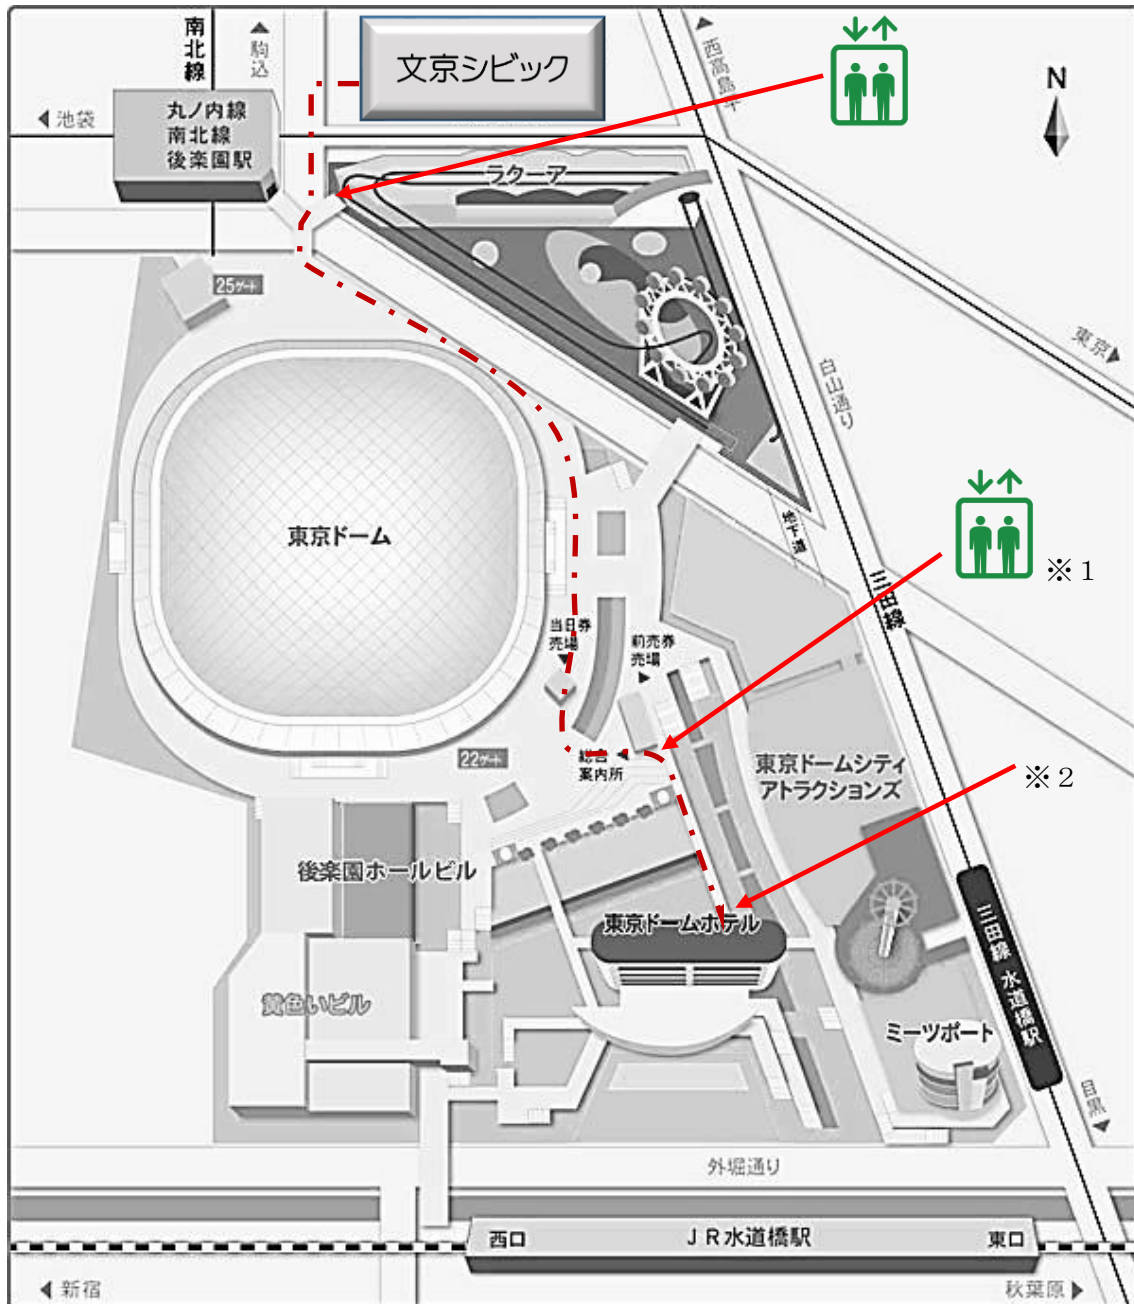 南北線
▲駒込
文京シビック
▲西高島平
N
◀池袋
丸ノ内線
南北線
後楽園駅
ラクーア
25ゲート
東京▶
白山通り
東京ドーム
歩行者
三田線
※1
当日券
売場
▼
前売券
売場
▶
22ゲート
総合◀
案内所
東京ドームシティ
アトラクションズ
※2
後楽園ホールビル
東京ドームホテル
三田線 水道橋駅
黄色いビル
ミーツポート
目黒▼
外堀通り
西口
JR水道橋駅
東口
◀新宿
秋葉原▶